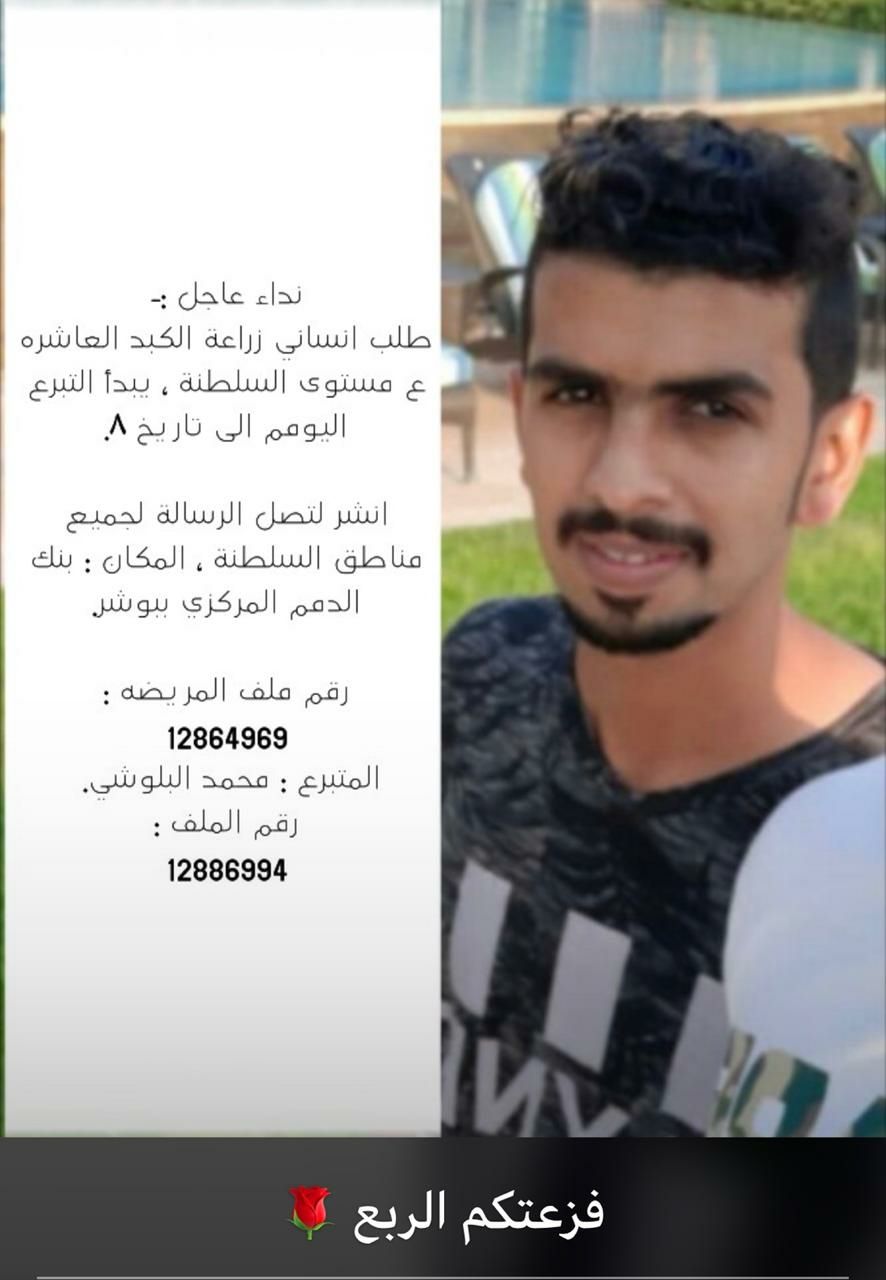 نداء عاجل :-
طلب انساني زراعة الكبد العاشره
ع مستوى السلطنة ، يبدأ التبرع
اليومم الى تاريخ ٨.
انشر لتصل الرسالة لجميع
مناطق السلطنة ، المكان : بنك
الدمم المركزي ببوشر.
رقم ملف المريضه :
12864969
المتبرع : محمد البلوشي.
رقم الملف :
12886994
فزعتكم الربع 🌹